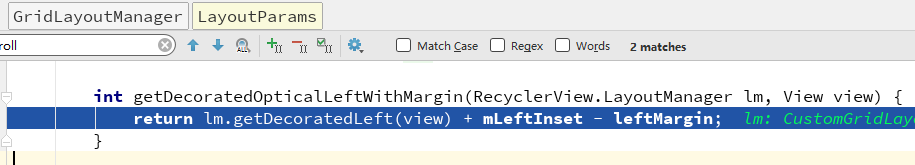 GridLayoutManager LayoutParams
roll Match Case Regex Words 2 matches
int getDecoratedOpticalLeftWithMargin(RecyclerView.LayoutManager lm, View view) {
return lm.getDecoratedLeft(view) + mLeftInset - leftMargin; lm: CustomGridLay
}